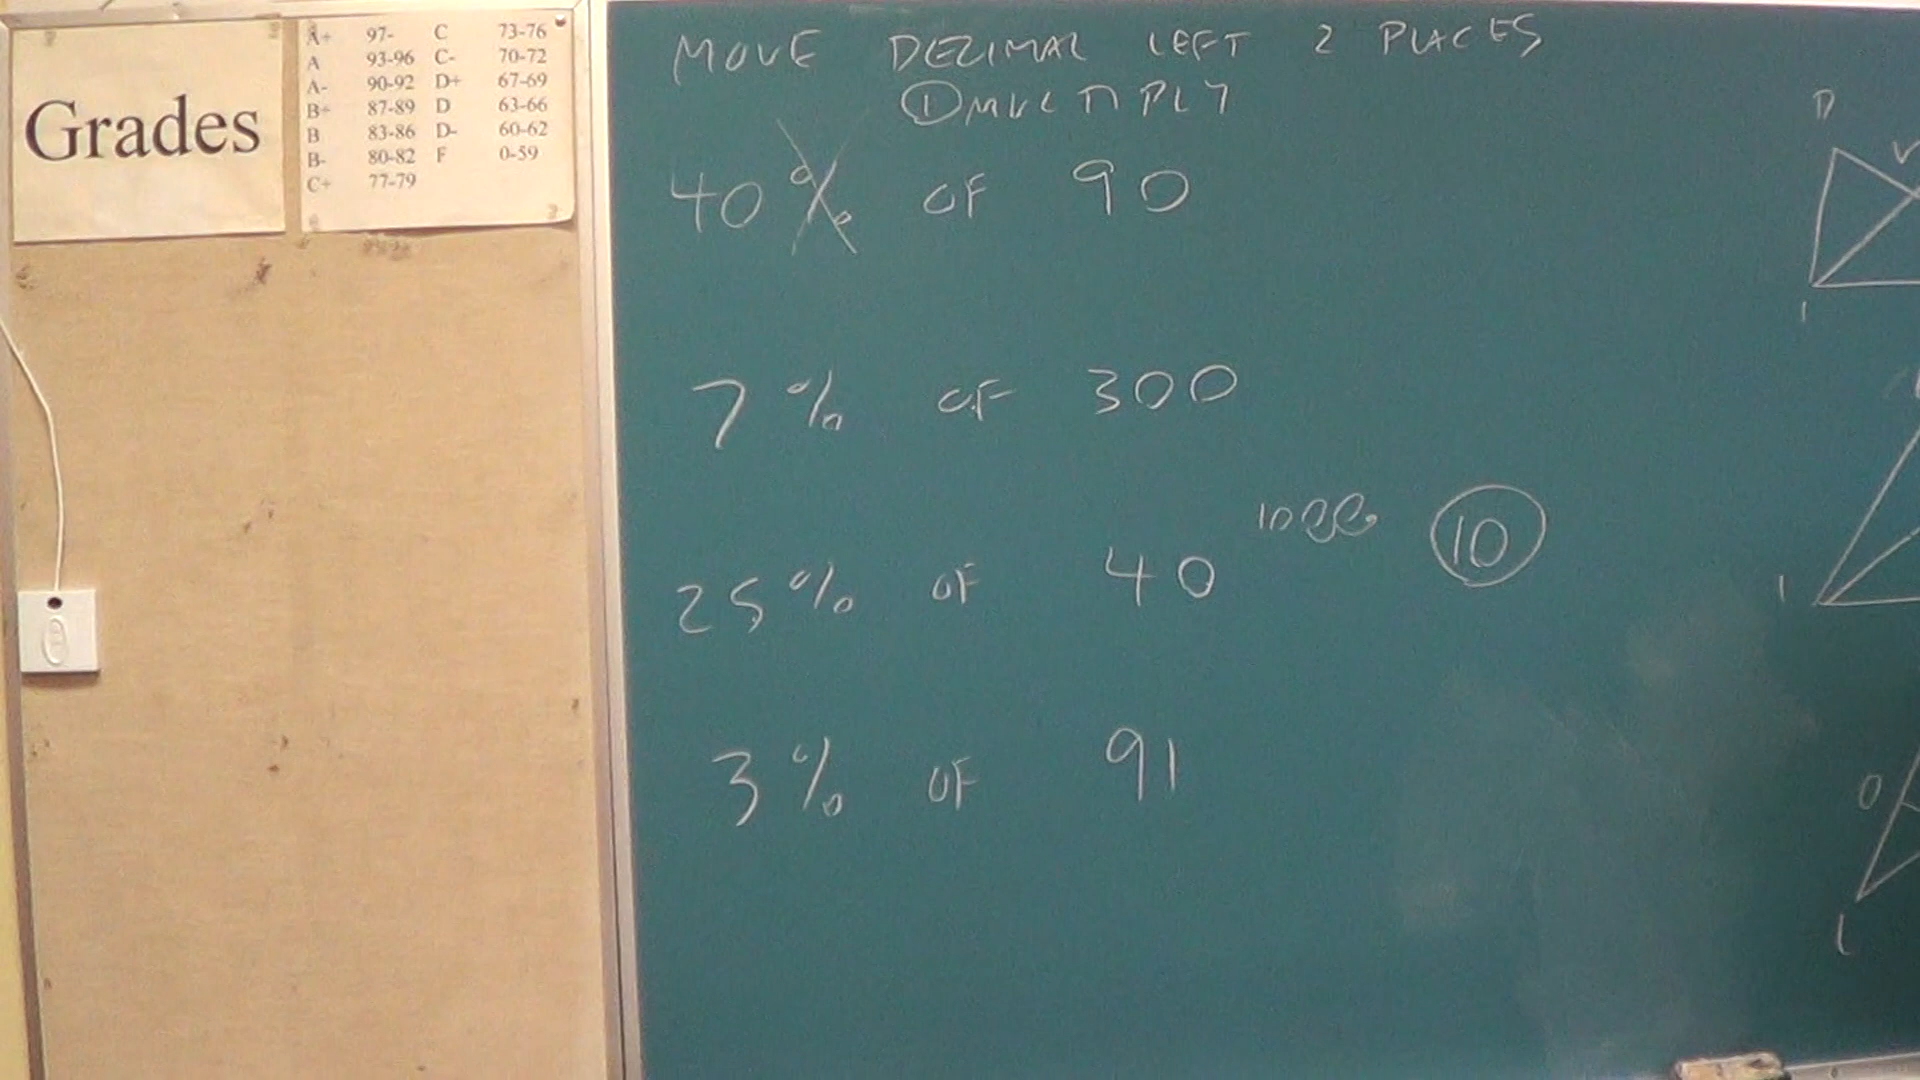 Grades
A+ 97- C 73-76
A 93-96 C- 70-72
A- 90-92 D+ 67-69
B+ 87-89 D 63-66
B 83-86 D- 60-62
B- 80-82 F 0-59
C+ 77-79
MOVE DECIMAL LEFT 2 PLACES
① MULTIPLY
40% OF 90
7% OF 300
25% OF 40 1000 10
3% OF 91